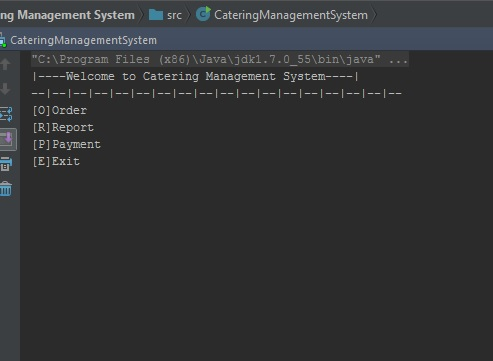 ng Management System src CateringManagementSystem
CateringManagementSystem
"C:\Program Files (x86)\Java\jdk1.7.0_55\bin\java" ...
|----Welcome to Catering Management System----|
--|--|--|--|--|--|--|--|--|--|--|--|--|--|--|--|--|--
[O]Order
[R]Report
[P]Payment
[E]Exit